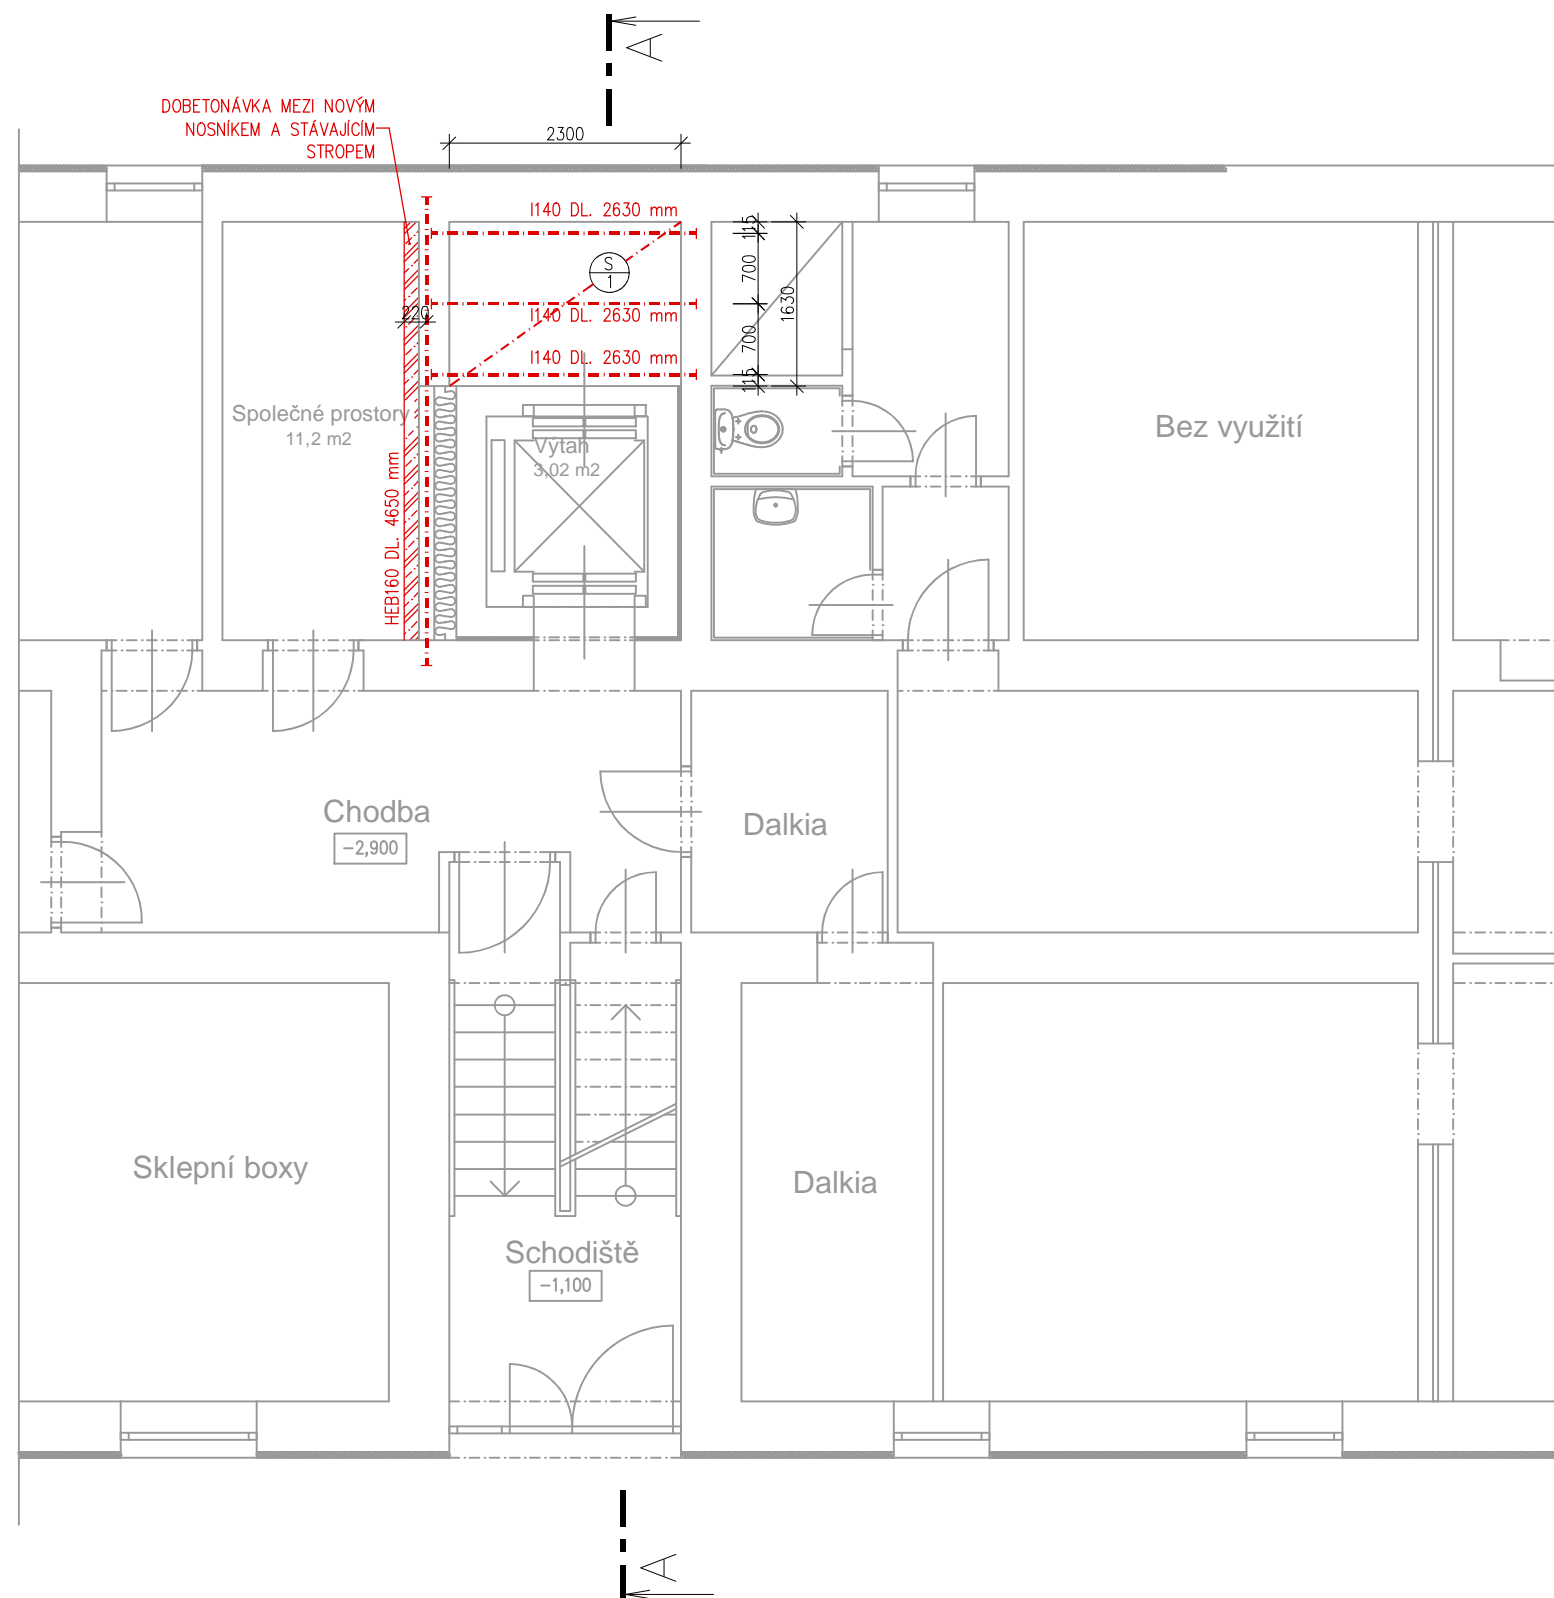 A
DOBETONÁVKA MEZI NOVÝM
NOSNÍKEM A STÁVAJÍCÍM
STROPEM
2300
I140 DL. 2630 mm
115
700
1630
S
1
220
I140 DL. 2630 mm
700
I140 DL. 2630 mm
115
Společné prostory
11,2 m2
Výtah
3,02 m2
Bez využití
HEB160 DL. 4650 mm
Chodba
-2,900
Dalkia
Sklepní boxy
Dalkia
Schodiště
-1,100
A